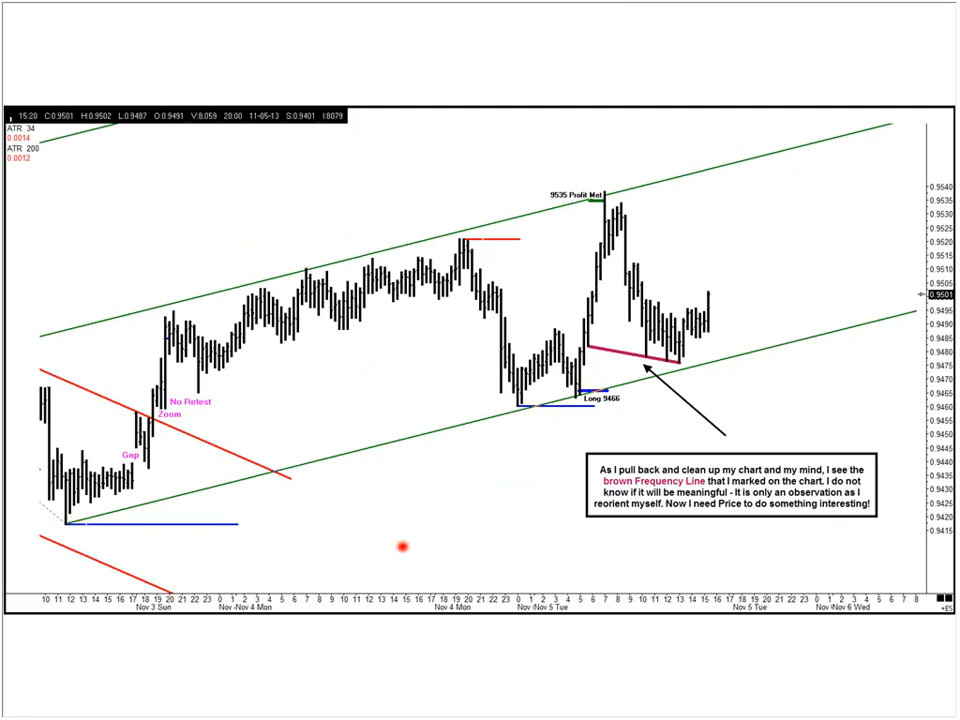 15:20 C:0.9501 H:0.9502 L:0.9487 O:0.9491 V:8,059 20:00 11-05-13 S:0.9401 I:8079
ATR 34
0.0014
ATR 200
0.0012
9535 Profit Met
0.9540
0.9535
0.9530
0.9525
0.9520
0.9515
0.9510
0.9505
0.9501
0.9495
0.9490
0.9485
0.9480
0.9475
0.9470
0.9465
0.9460
0.9455
0.9450
0.9445
0.9440
0.9435
0.9430
0.9425
0.9420
0.9415
Long 9466
No Retest
Zoom
Gap
As I pull back and clean up my chart and my mind, I see the
brown Frequency Line that I marked on the chart. I do not
know if it will be meaningful - It is only an observation as I
reorient myself. Now I need Price to do something interesting!
10 11 12 13 14 15 16 17 18 19 20 21 22 23 0 1 2 3 4 5 6 7 8 9 10 11 12 13 14 15 16 17 18 19 20 21 22 23 0 1 2 3 4 5 6 7 8 9 10 11 12 13 14 15 16 17 18 19 20 21 22 23 0 1 2 3 4 5 6 7 8
Nov 3 Sun Nov 4 Mon Nov 4 Mon Nov 5 Tue Nov 5 Tue Nov 6 Wed